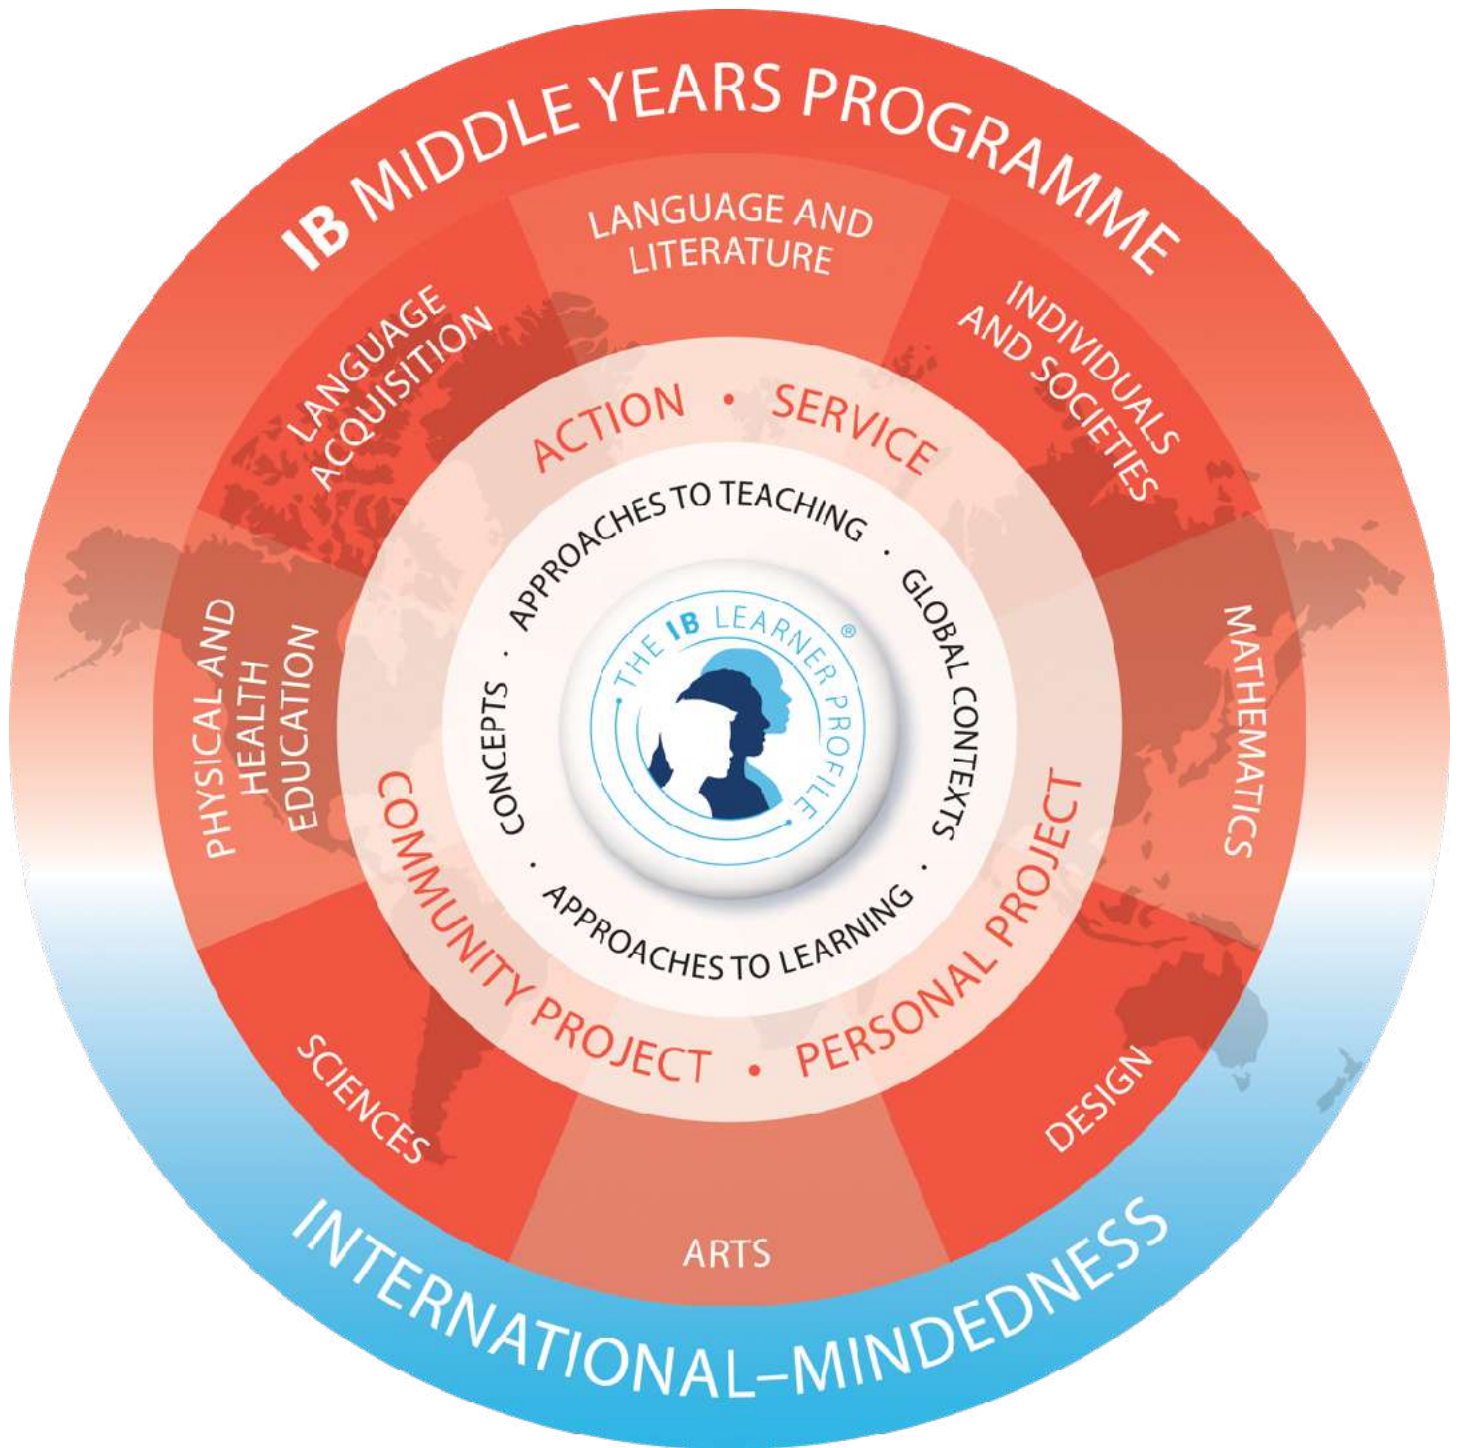 IB MIDDLE YEARS PROGRAMME
LANGUAGE AND
LITERATURE
INDIVIDUALS
AND SOCIETIES
MATHEMATICS
DESIGN
ARTS
SCIENCES
PHYSICAL AND
HEALTH
EDUCATION
LANGUAGE
ACQUISITION
ACTION • SERVICE
COMMUNITY PROJECT • PERSONAL PROJECT
APPROACHES TO TEACHING · GLOBAL CONTEXTS ·
APPROACHES TO LEARNING
· CONCEPTS ·
THE IB LEARNER PROFILE ®
INTERNATIONAL–MINDEDNESS